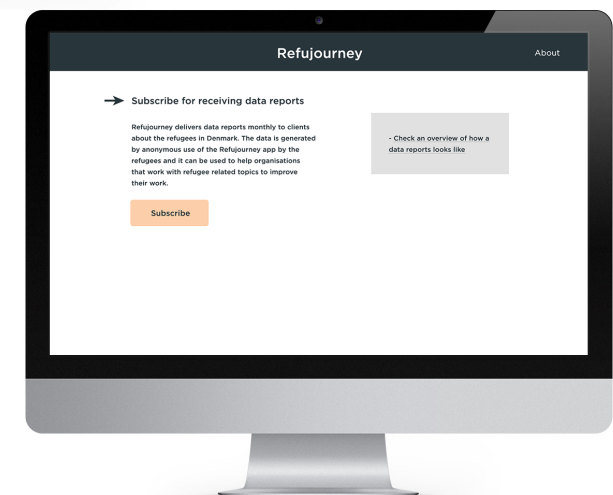 Refujourney
About
Subscribe for receiving data reports
Refujourney delivers data reports monthly to clients
about the refugees in Denmark. The data is generated
by anonymous use of the Refujourney app by the
refugees and it can be used to help organisations
that work with refugee related topics to improve
their work.
- Check an overview of how a
data reports looks like
Subscribe